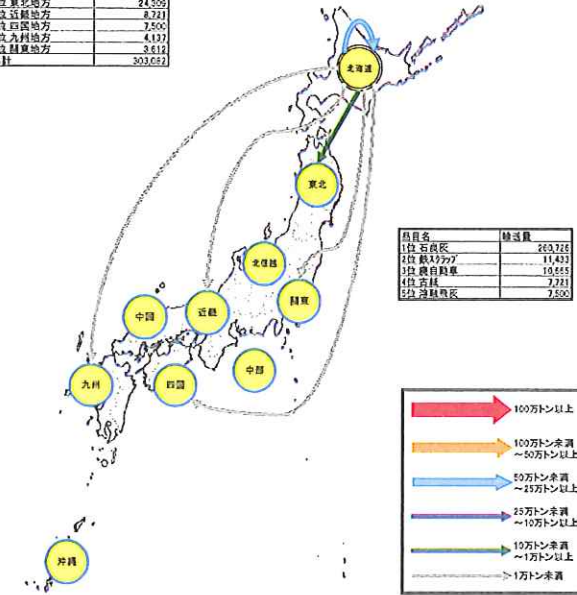 位 東北地方 24,309
位 近畿地方 8,721
位 四国地方 7,500
位 九州地方 4,137
位 関東地方 3,612
計 303,082
北海道
東北
北信越
関東
近畿
中国
中部
四国
九州
沖縄
品目名 輸送量
1位 石炭灰 260,726
2位 鉄スクラップ 11,433
3位 廃自動車 10,665
4位 古紙 7,721
5位 溶融飛灰 7,500
100万トン以上
100万トン未満
～50万トン以上
50万トン未満
～25万トン以上
25万トン未満
～10万トン以上
10万トン未満
～1万トン以上
1万トン未満